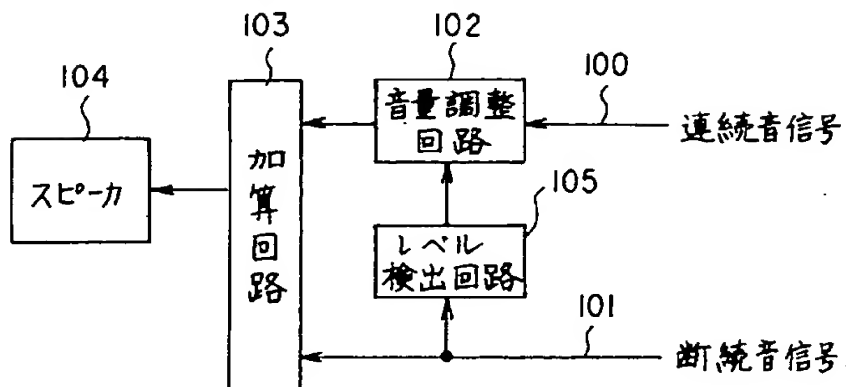 103
102
104
100
音量調整
回路
連続音信号
加算回路
スピーカ
105
レベル
検出回路
101
断続音信号